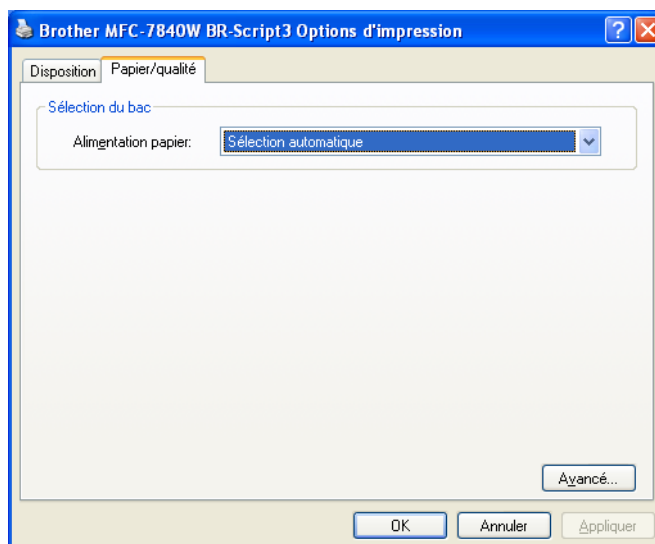 Brother MFC-7840W BR-Script3 Options d'impression
Disposition
Papier/qualité
Sélection du bac
Alimentation papier:
Sélection automatique
Avancé...
OK
Annuler
Appliquer